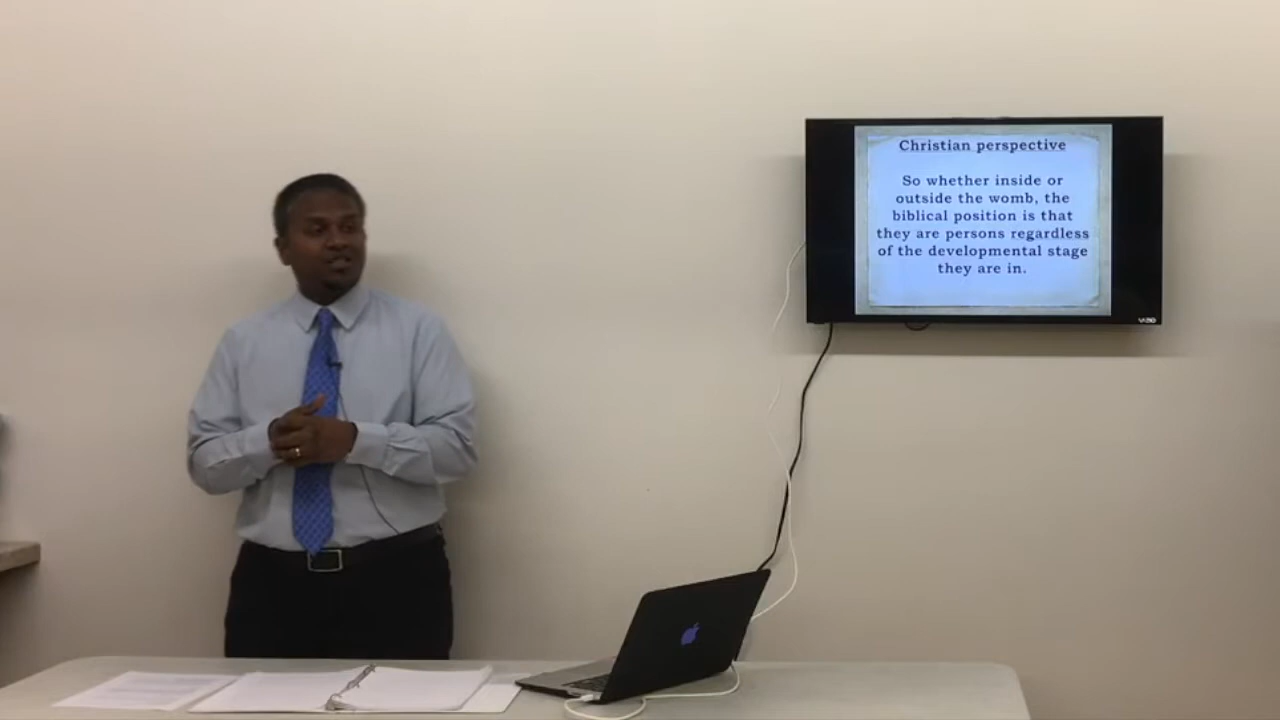 Christian perspective
So whether inside or
outside the womb, the
biblical position is that
they are persons regardless
of the developmental stage
they are in.
VIZIO